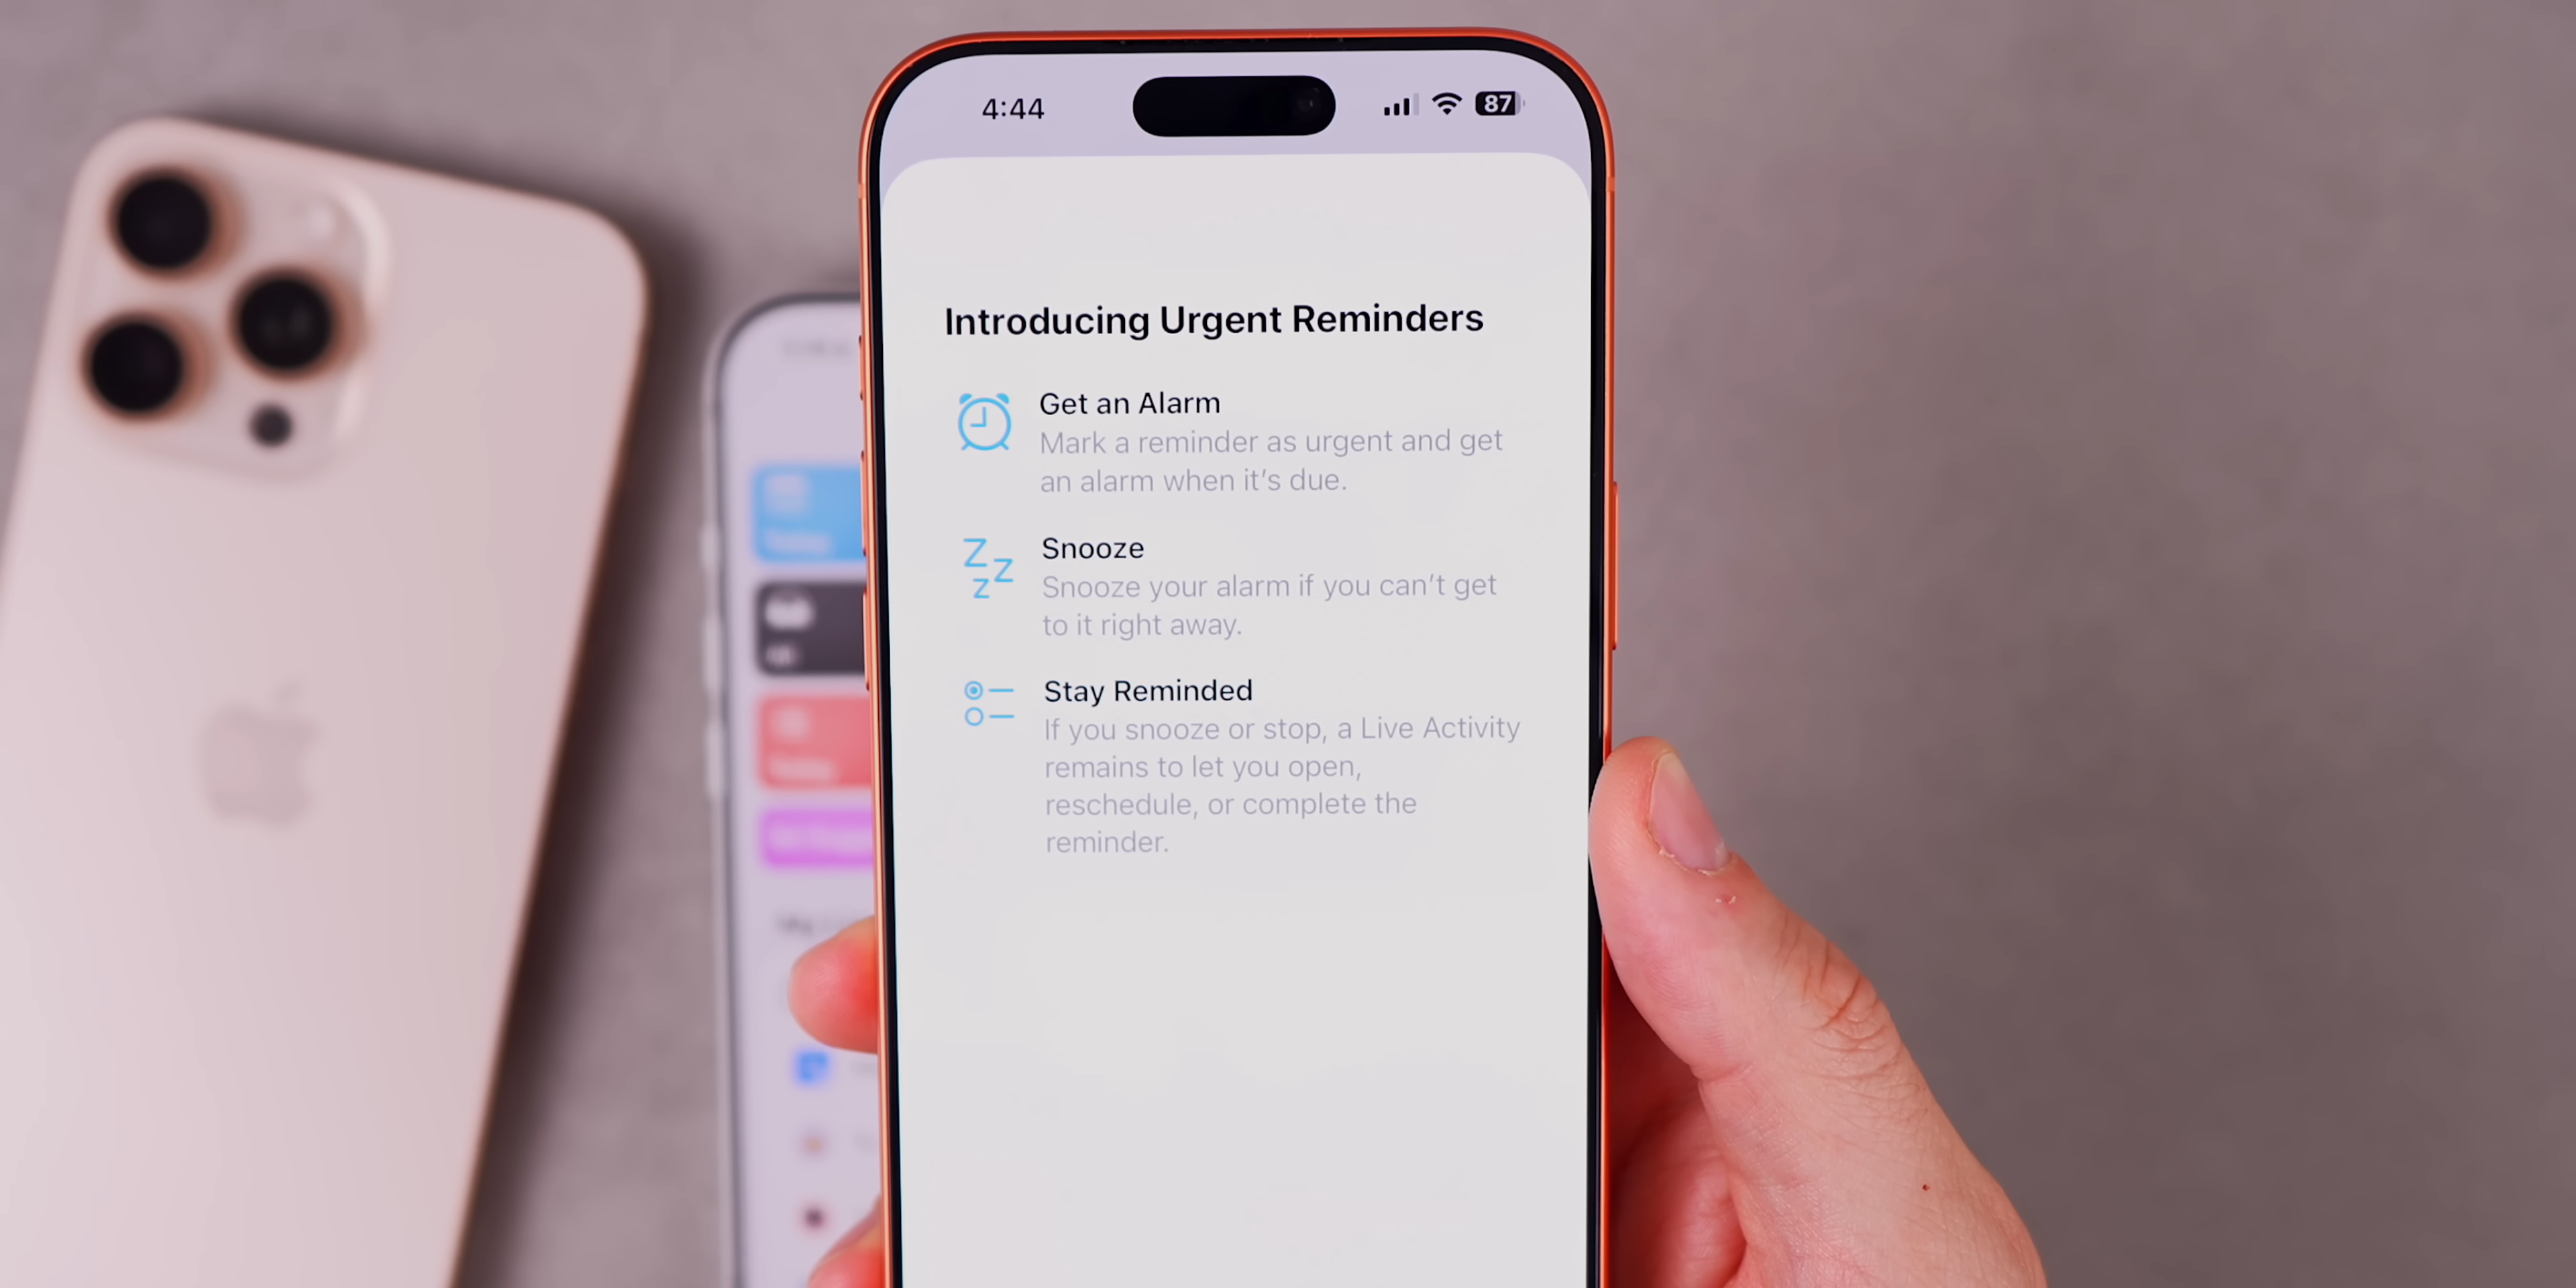 4:44
87
Introducing Urgent Reminders
Get an Alarm
Mark a reminder as urgent and get
an alarm when it’s due.
Snooze
Snooze your alarm if you can’t get
to it right away.
Stay Reminded
If you snooze or stop, a Live Activity
remains to let you open,
reschedule, or complete the
reminder.